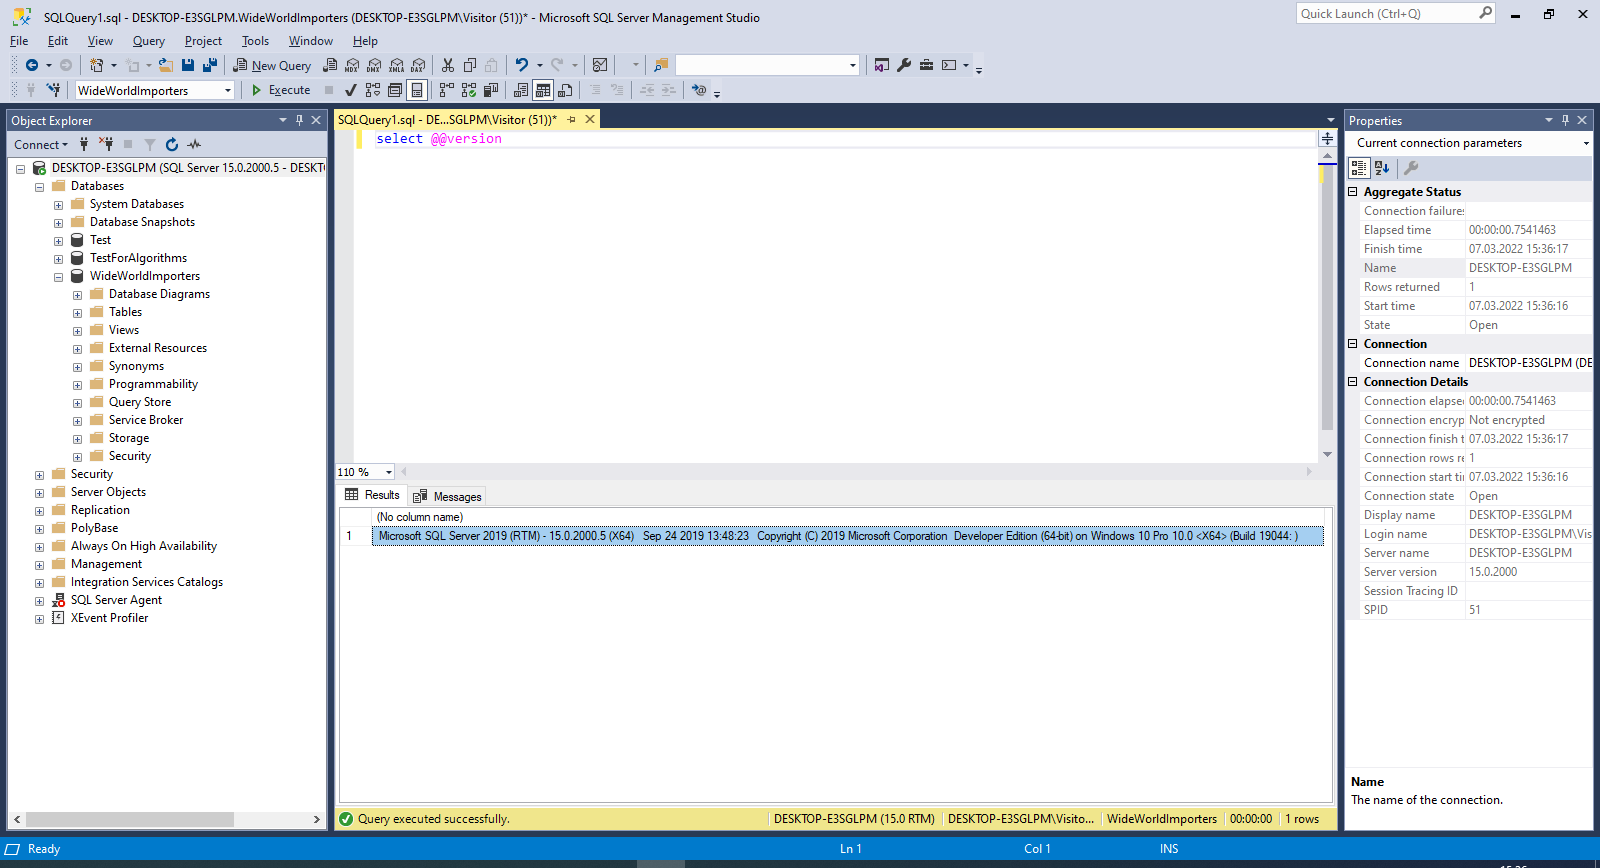 SQLQuery1.sql - DESKTOP-E3SGLPM.WideWorldImporters (DESKTOP-E3SGLPM\Visitor (51))* - Microsoft SQL Server Management Studio
Quick Launch (Ctrl+Q)
File Edit View Query Project Tools Window Help
New Query MDX DMX XMLA DAX
WideWorldImporters Execute
Object Explorer
Connect
DESKTOP-E3SGLPM (SQL Server 15.0.2000.5 - DESKT
Databases
System Databases
Database Snapshots
Test
TestForAlgorithms
WideWorldImporters
Database Diagrams
Tables
Views
External Resources
Synonyms
Programmability
Query Store
Service Broker
Storage
Security
Security
Server Objects
Replication
PolyBase
Always On High Availability
Management
Integration Services Catalogs
SQL Server Agent
XEvent Profiler
SQLQuery1.sql - DE...SGLPM\Visitor (51))*
select @@version
110 %
Results Messages
(No column name)
1 Microsoft SQL Server 2019 (RTM) - 15.0.2000.5 (X64) Sep 24 2019 13:48:23 Copyright (C) 2019 Microsoft Corporation Developer Edition (64-bit) on Windows 10 Pro 10.0 <X64> (Build 19044: )
Query executed successfully. DESKTOP-E3SGLPM (15.0 RTM) DESKTOP-E3SGLPM\Visito... WideWorldImporters 00:00:00 1 rows
Properties
Current connection parameters
Aggregate Status
Connection failures
Elapsed time 00:00:00.7541463
Finish time 07.03.2022 15:36:17
Name DESKTOP-E3SGLPM
Rows returned 1
Start time 07.03.2022 15:36:16
State Open
Connection
Connection name DESKTOP-E3SGLPM (DE
Connection Details
Connection elapse 00:00:00.7541463
Connection encryp Not encrypted
Connection finish t 07.03.2022 15:36:17
Connection rows re 1
Connection start ti 07.03.2022 15:36:16
Connection state Open
Display name DESKTOP-E3SGLPM
Login name DESKTOP-E3SGLPM\Vis
Server name DESKTOP-E3SGLPM
Server version 15.0.2000
Session Tracing ID
SPID 51
Name
The name of the connection.
Ready Ln 1 Col 1 INS